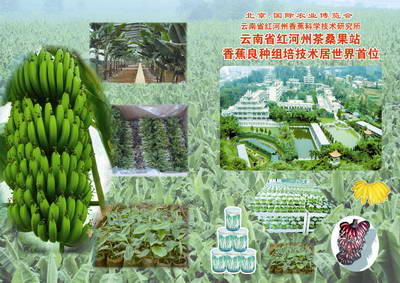 北京·国际农业博览会
云南省红河州香蕉科学技术研究所
云南省红河州茶桑果站
香蕉良种组培技术居世界首位